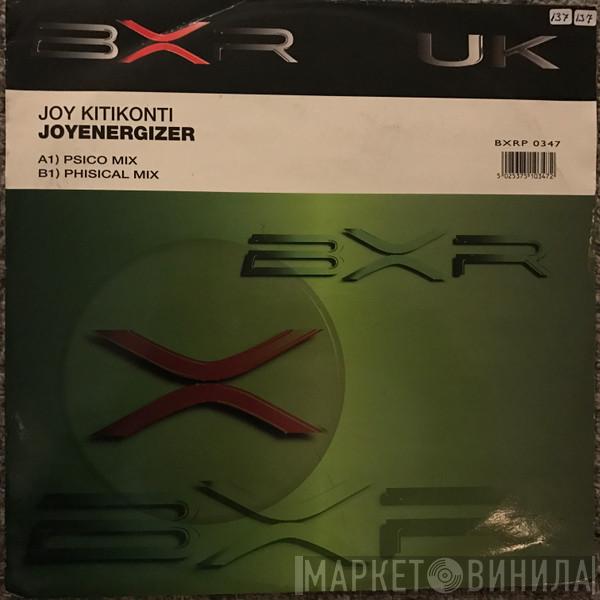 BXR UK
137 137
JOY KITIKONTI
JOYENERGIZER
A1) PSICO MIX
B1) PHISICAL MIX
BXRP 0347
5 025375 103472
BXR
X
BXR
МАРКЕТ ВИНИЛА